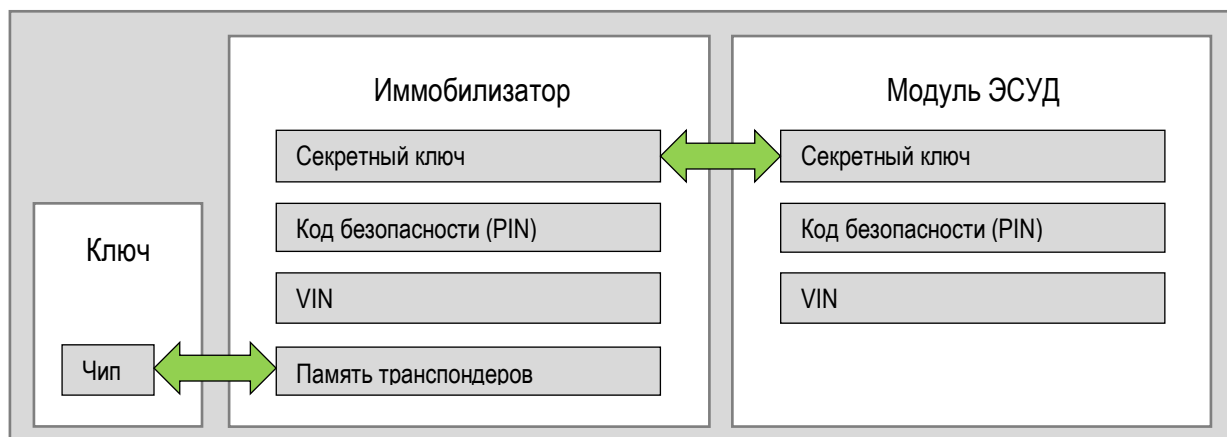 Иммобилизатор
Модуль ЭСУД
Секретный ключ
Секретный ключ
Код безопасности (PIN)
Код безопасности (PIN)
Ключ
VIN
VIN
Чип
Память транспондеров